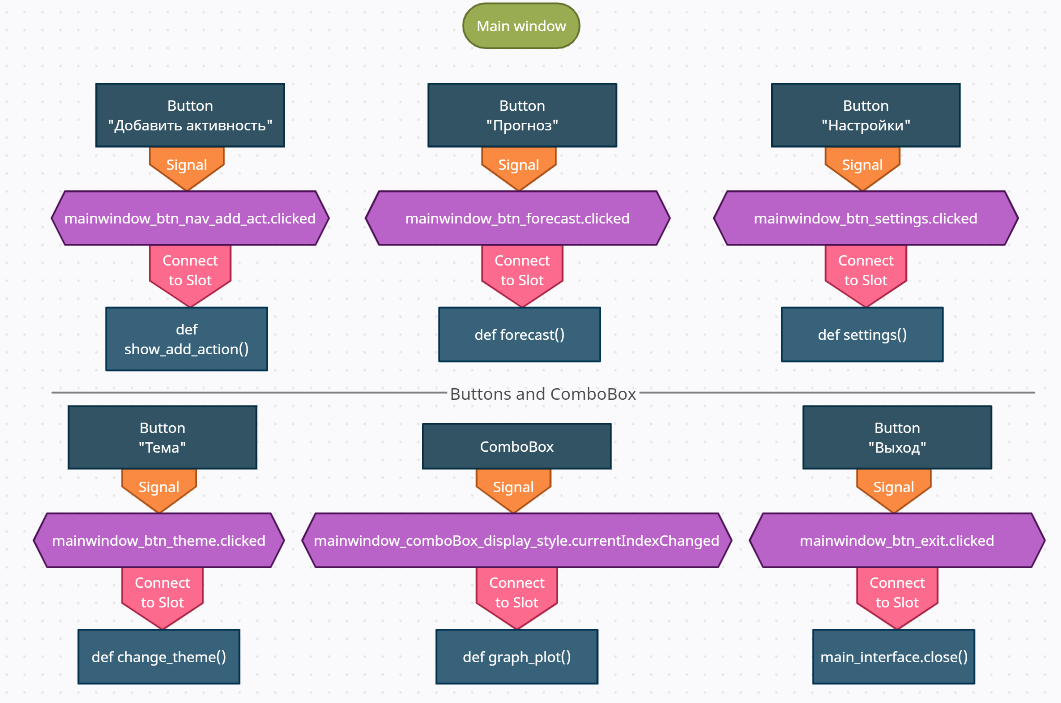 Main window
Button
"Добавить активность"
Signal
mainwindow_btn_nav_add_act.clicked
Connect
to Slot
def
show_add_action()
Button
"Прогноз"
Signal
mainwindow_btn_forecast.clicked
Connect
to Slot
def forecast()
Button
"Настройки"
Signal
mainwindow_btn_settings.clicked
Connect
to Slot
def settings()
Buttons and ComboBox
Button
"Тема"
Signal
mainwindow_btn_theme.clicked
Connect
to Slot
def change_theme()
ComboBox
Signal
mainwindow_comboBox_display_style.currentIndexChanged
Connect
to Slot
def graph_plot()
Button
"Выход"
Signal
mainwindow_btn_exit.clicked
Connect
to Slot
main_interface.close()